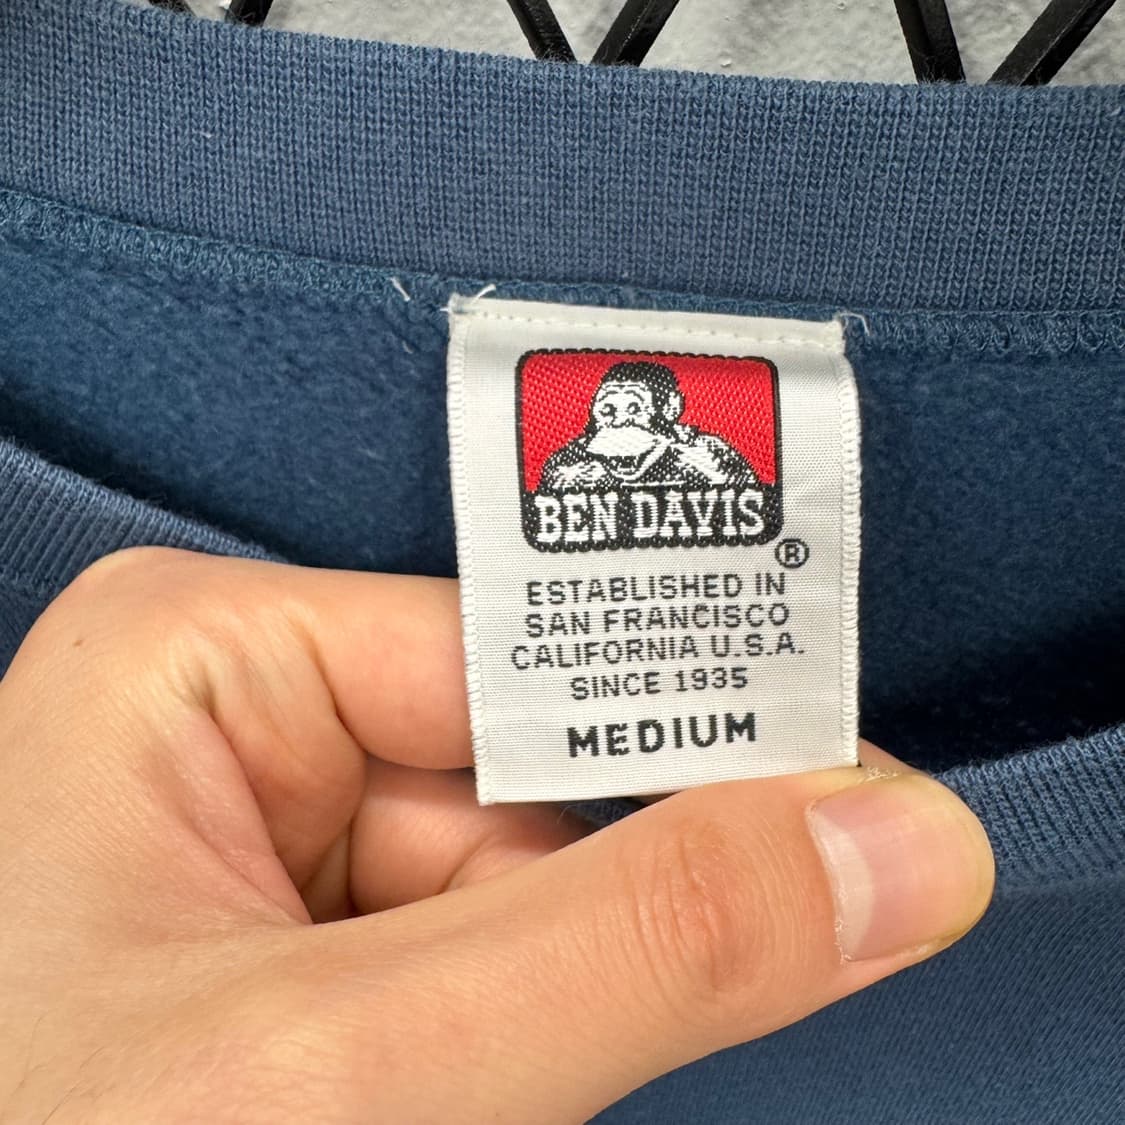 BEN DAVIS
®
ESTABLISHED IN
SAN FRANCISCO
CALIFORNIA U.S.A.
SINCE 1935
MEDIUM